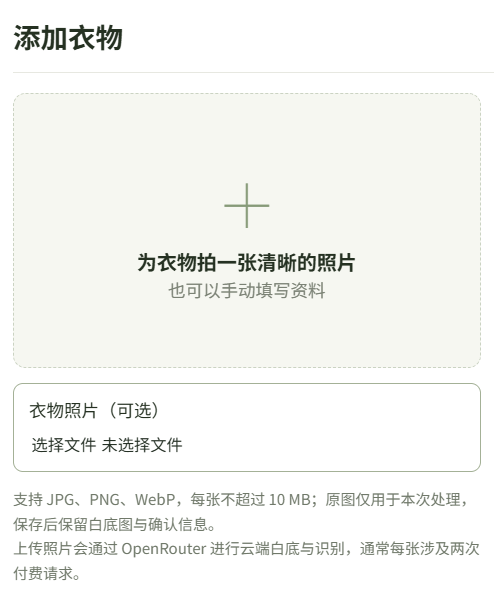 添加衣物
为衣物拍一张清晰的照片
也可以手动填写资料
衣物照片（可选）
选择文件 未选择文件
支持 JPG、PNG、WebP，每张不超过 10 MB；原图仅用于本次处理，
保存后保留白底图与确认信息。
上传照片会通过 OpenRouter 进行云端白底与识别，通常每张涉及两次
付费请求。